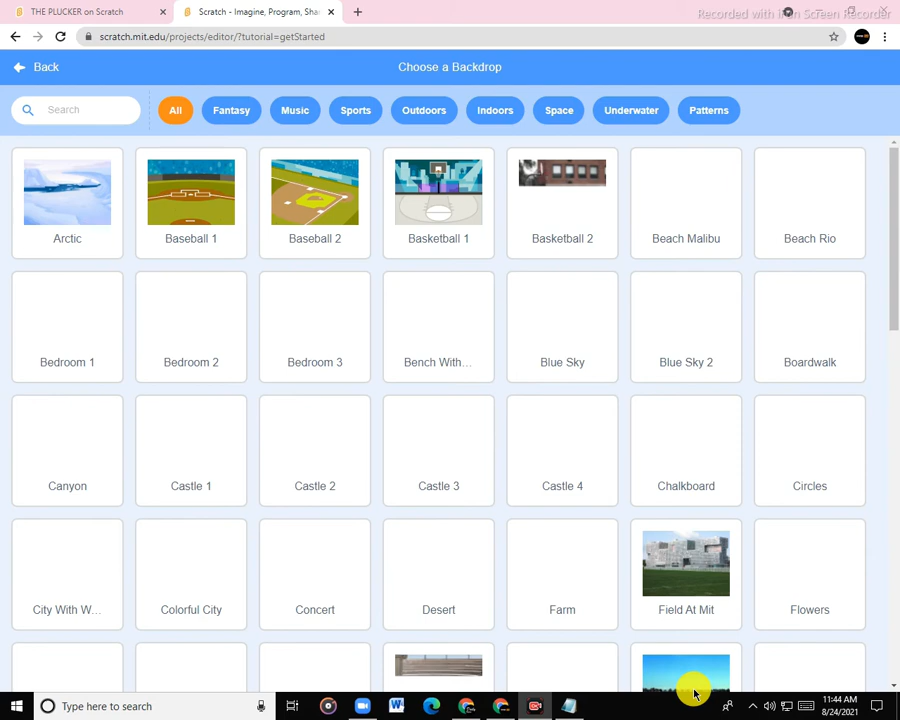 THE PLUCKER on Scratch
Scratch - Imagine, Program, Sha
Recorded with iFun Screen Recorder
scratch.mit.edu/projects/editor/?tutorial=getStarted
Back
Choose a Backdrop
Search
All
Fantasy
Music
Sports
Outdoors
Indoors
Space
Underwater
Patterns
Arctic
Baseball 1
Baseball 2
Basketball 1
Basketball 2
Beach Malibu
Beach Rio
Bedroom 1
Bedroom 2
Bedroom 3
Bench With...
Blue Sky
Blue Sky 2
Boardwalk
Canyon
Castle 1
Castle 2
Castle 3
Castle 4
Chalkboard
Circles
City With W...
Colorful City
Concert
Desert
Farm
Field At Mit
Flowers
Type here to search
11:44 AM
8/24/2021